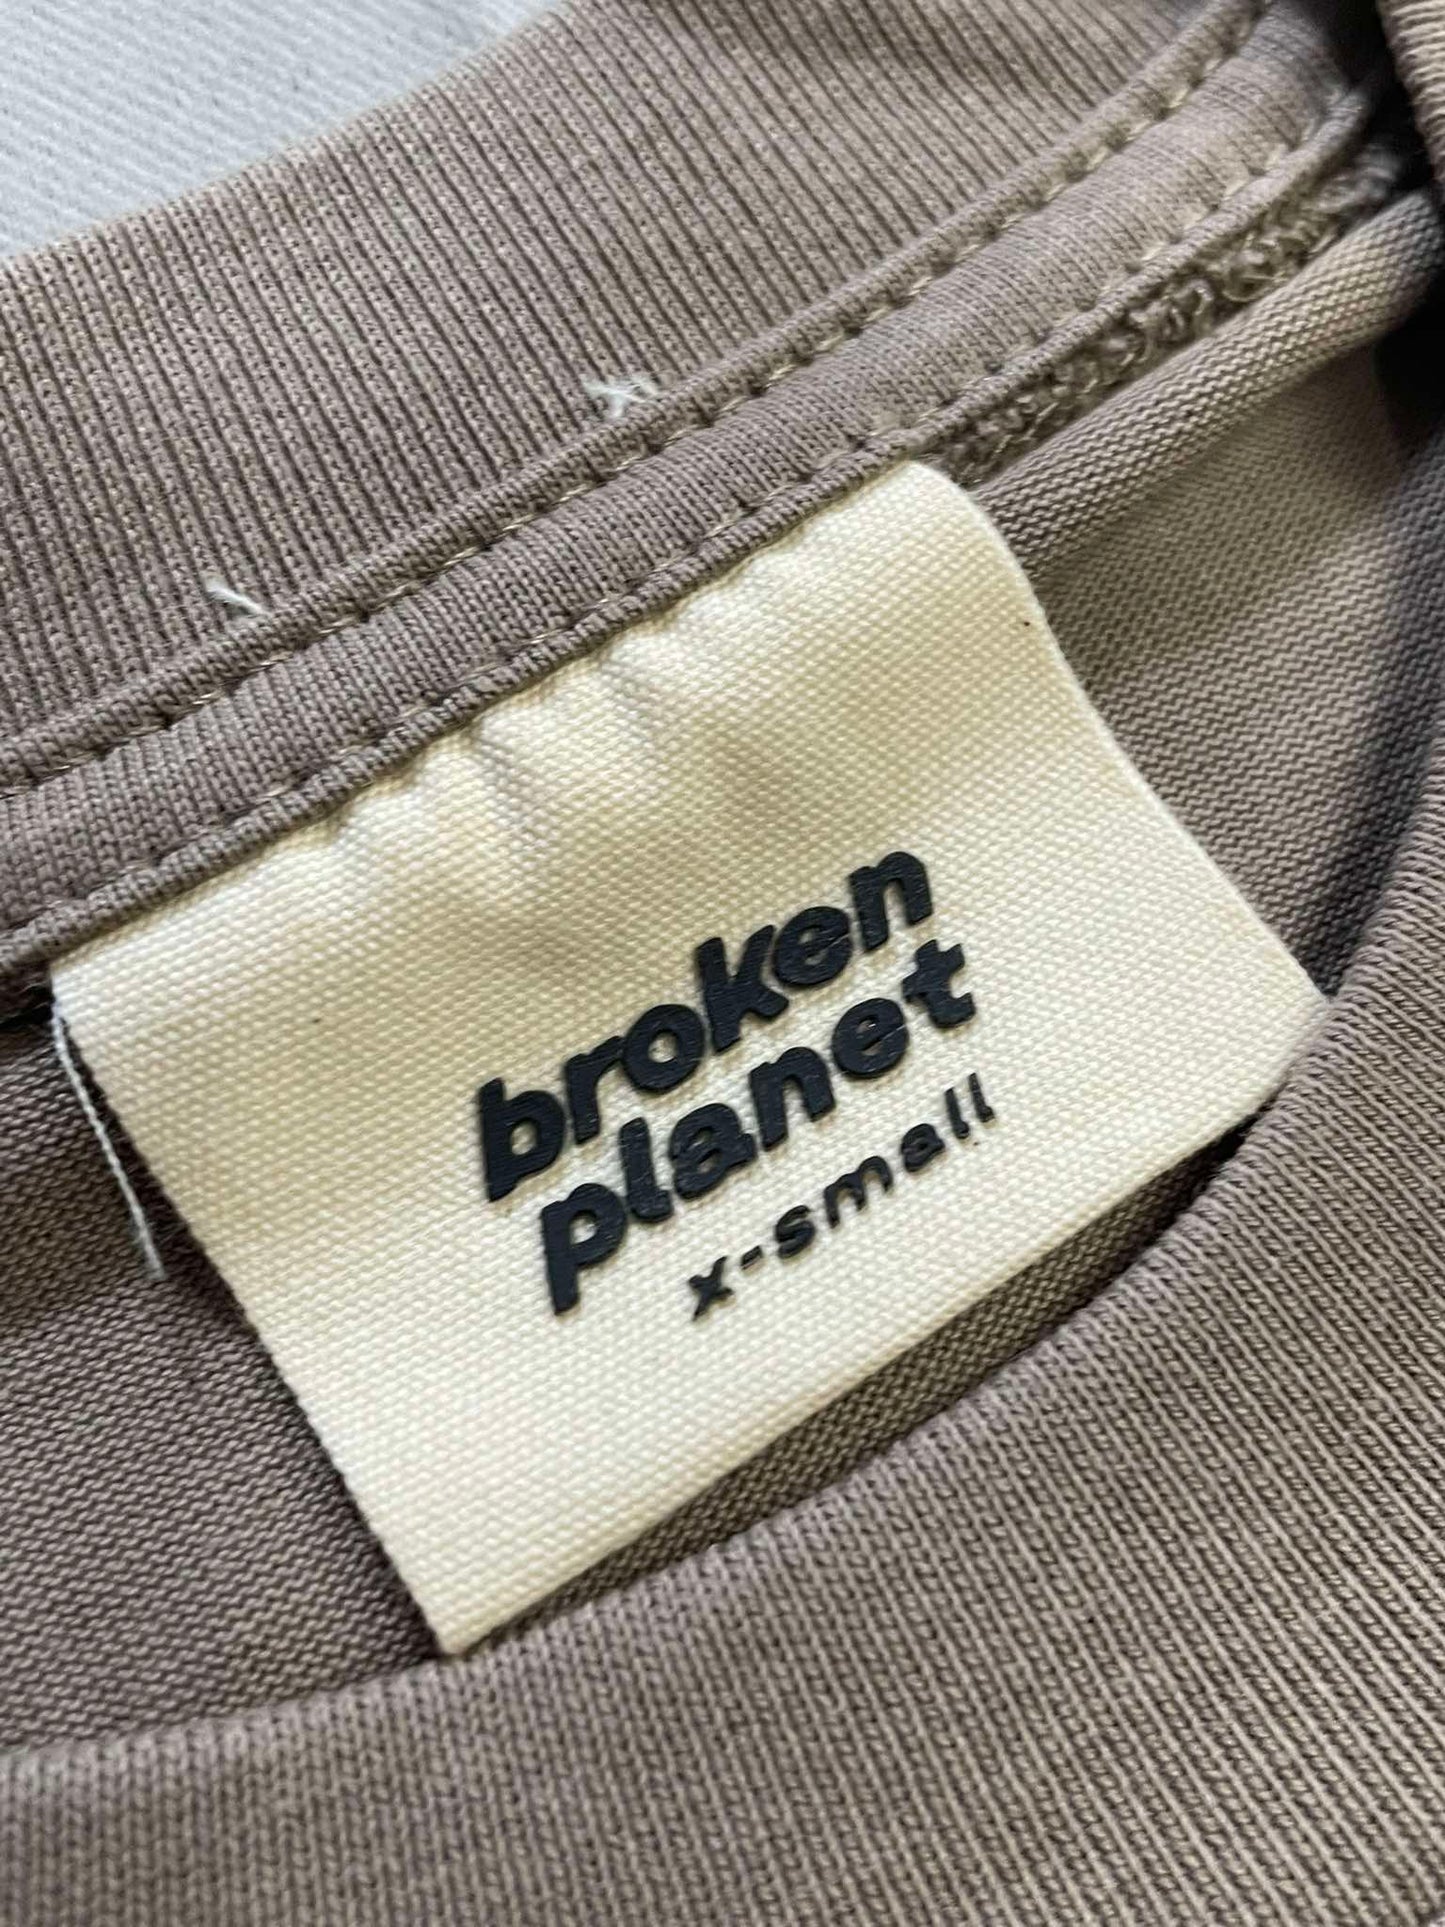 broken
planet
x-small